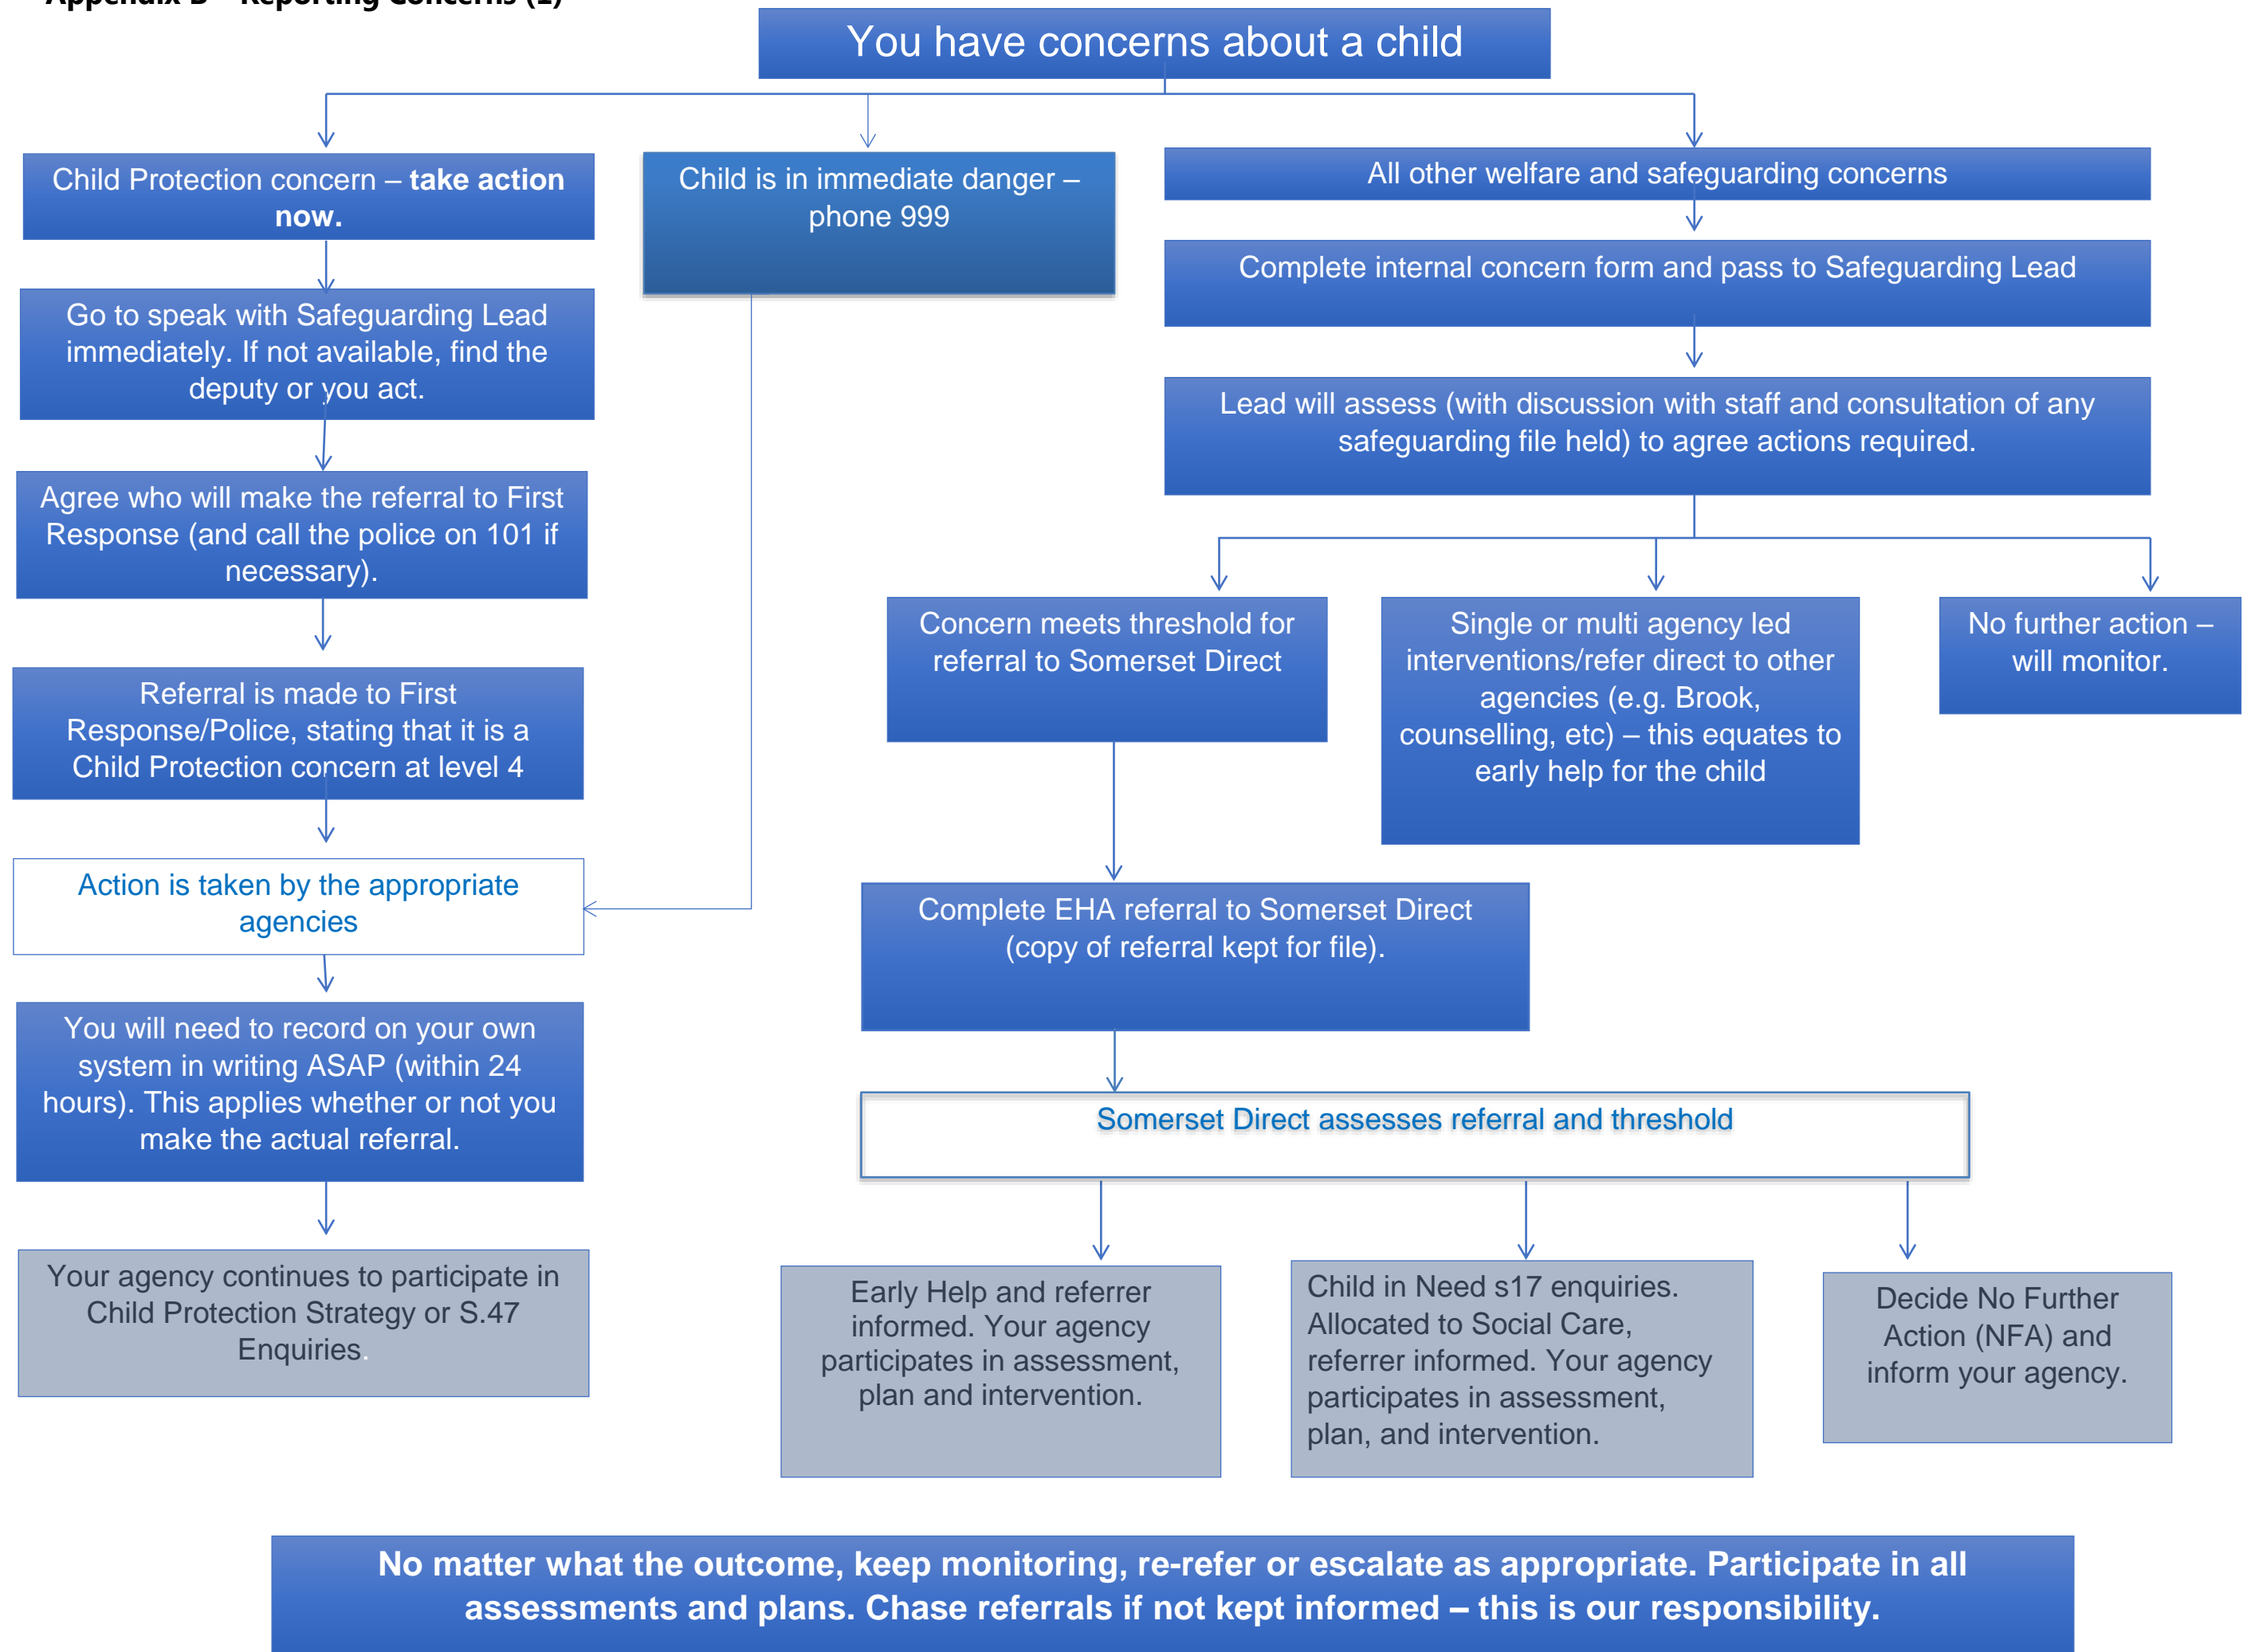 Appendix B – Reporting Concerns (1)
You have concerns about a child
Child Protection concern – take action
now.
Go to speak with Safeguarding Lead
immediately. If not available, find the
deputy or you act.
Agree who will make the referral to First
Response (and call the police on 101 if
necessary).
Referral is made to First
Response/Police, stating that it is a
Child Protection concern at level 4
Action is taken by the appropriate
agencies
You will need to record on your own
system in writing ASAP (within 24
hours). This applies whether or not you
make the actual referral.
Your agency continues to participate in
Child Protection Strategy or S.47
Enquiries.
Child is in immediate danger –
phone 999
All other welfare and safeguarding concerns
Complete internal concern form and pass to Safeguarding Lead
Lead will assess (with discussion with staff and consultation of any
safeguarding file held) to agree actions required.
Concern meets threshold for
referral to Somerset Direct
Single or multi agency led
interventions/refer direct to other
agencies (e.g. Brook,
counselling, etc) – this equates to
early help for the child
No further action –
will monitor.
Complete EHA referral to Somerset Direct
(copy of referral kept for file).
Somerset Direct assesses referral and threshold
Early Help and referrer
informed. Your agency
participates in assessment,
plan and intervention.
Child in Need s17 enquiries.
Allocated to Social Care,
referrer informed. Your agency
participates in assessment,
plan, and intervention.
Decide No Further
Action (NFA) and
inform your agency.
No matter what the outcome, keep monitoring, re-refer or escalate as appropriate. Participate in all
assessments and plans. Chase referrals if not kept informed – this is our responsibility.